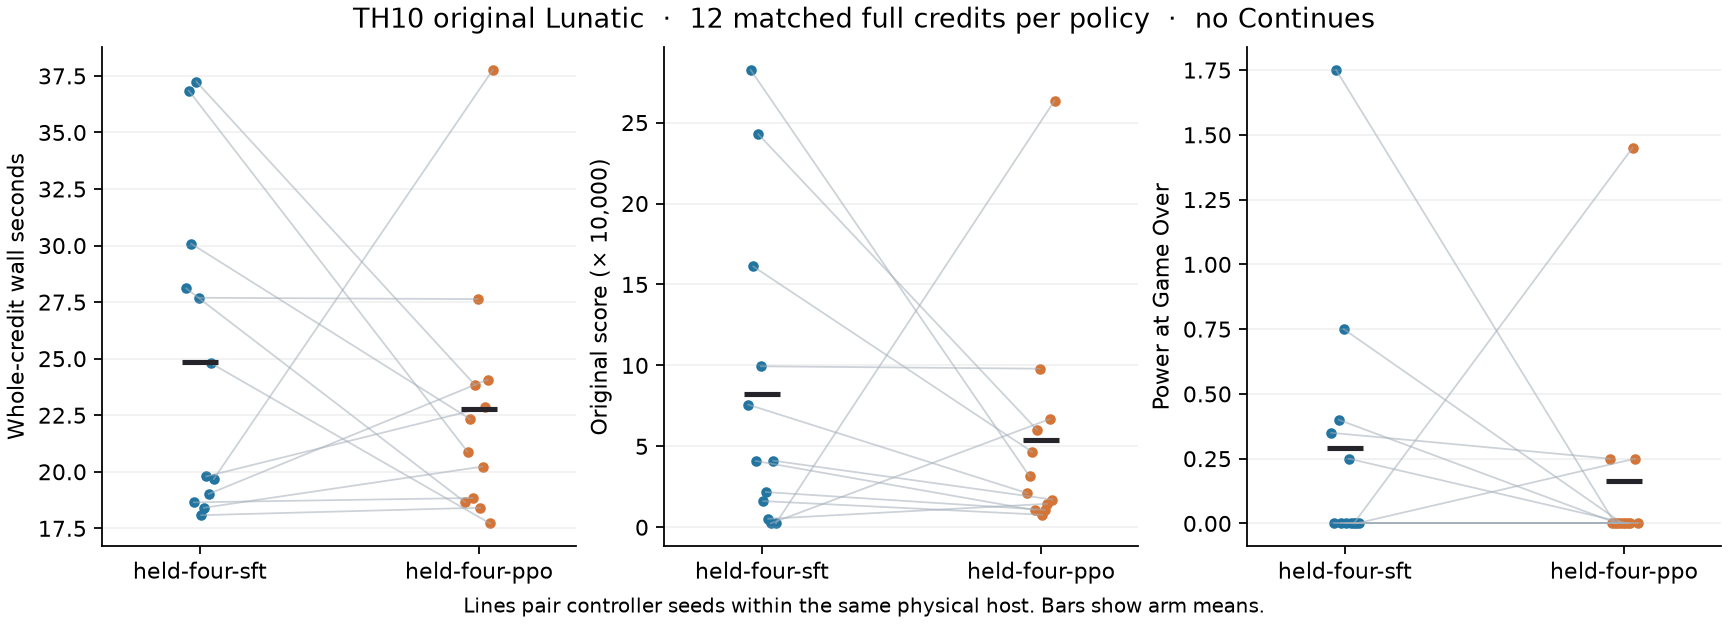 TH10 original Lunatic · 12 matched full credits per policy · no Continues
Whole-credit wall seconds
37.5
35.0
32.5
30.0
27.5
25.0
22.5
20.0
17.5
held-four-sft
held-four-ppo
Original score (× 10,000)
25
20
15
10
5
0
held-four-sft
held-four-ppo
Power at Game Over
1.75
1.50
1.25
1.00
0.75
0.50
0.25
0.00
held-four-sft
held-four-ppo
Lines pair controller seeds within the same physical host. Bars show arm means.